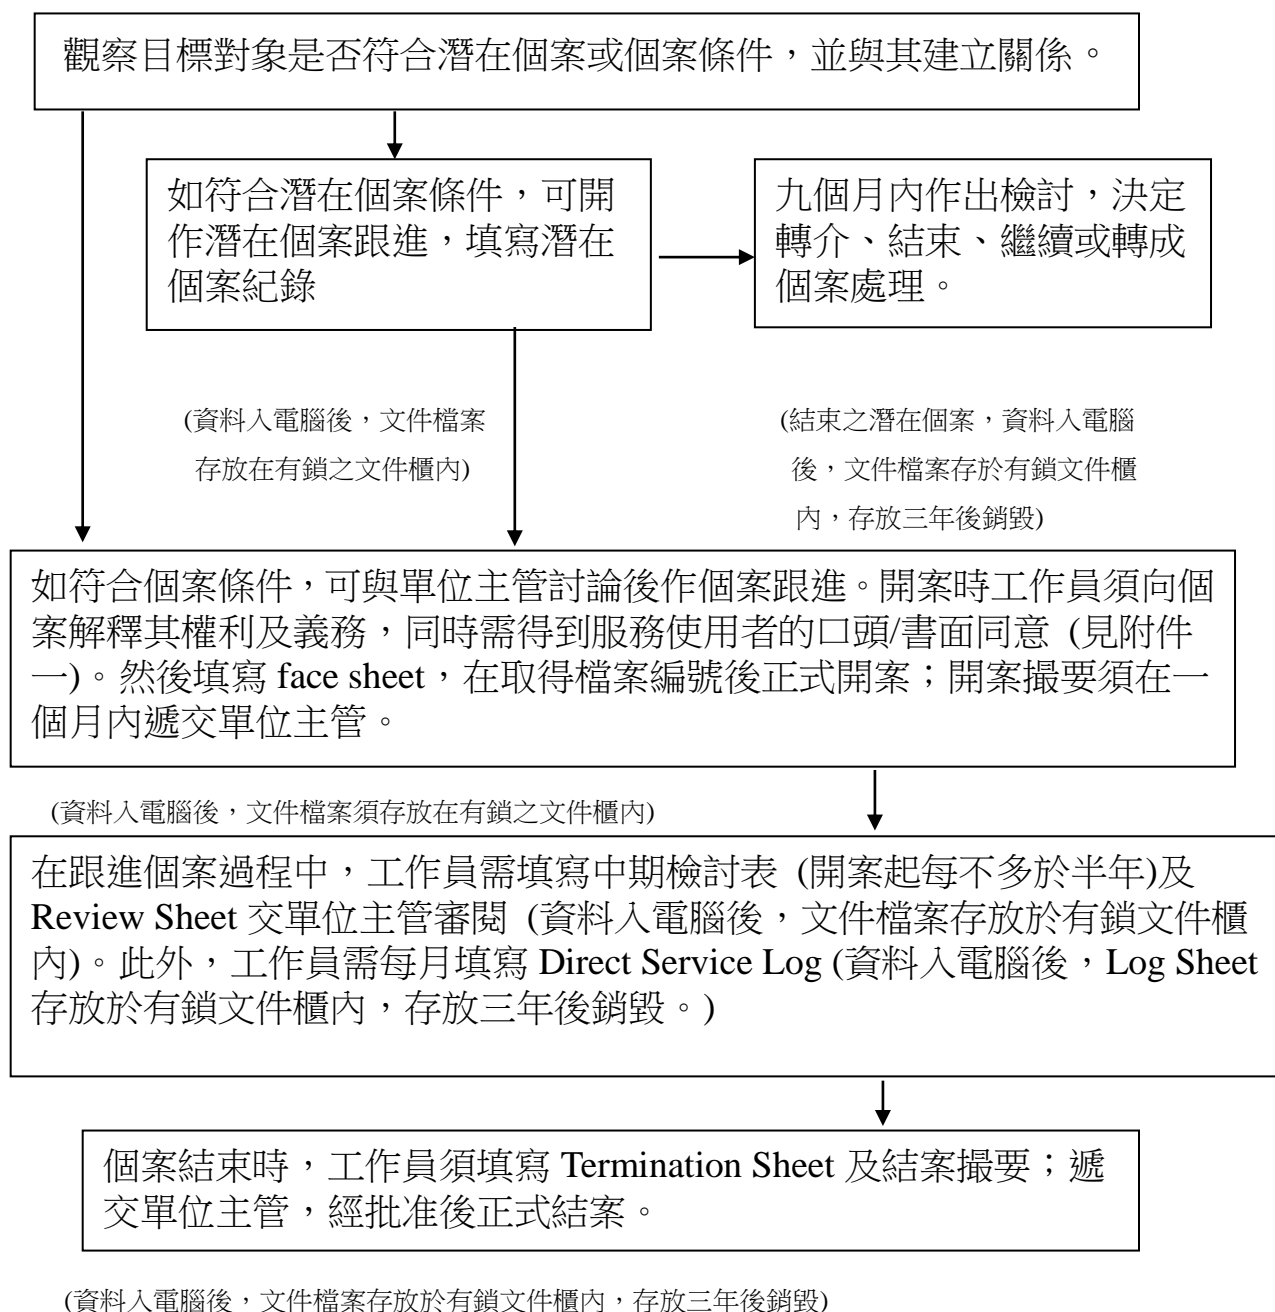 觀察目標對象是否符合潛在個案或個案條件，並與其建立關係。
如符合潛在個案條件，可開
作潛在個案跟進，填寫潛在
個案紀錄
九個月內作出檢討，決定
轉介、結束、繼續或轉成
個案處理。
(資料入電腦後，文件檔案
存放在有鎖之文件櫃內)
(結束之潛在個案，資料入電腦
後，文件檔案存於有鎖文件櫃
內，存放三年後銷毀)
如符合個案條件，可與單位主管討論後作個案跟進。開案時工作員須向個
案解釋其權利及義務，同時需得到服務使用者的口頭/書面同意 (見附件
一)。然後填寫 face sheet，在取得檔案編號後正式開案；開案撮要須在一
個月內遞交單位主管。
(資料入電腦後，文件檔案須存放在有鎖之文件櫃內)
在跟進個案過程中，工作員需填寫中期檢討表 (開案起每不多於半年)及
Review Sheet 交單位主管審閱 (資料入電腦後，文件檔案存放於有鎖文件櫃
內)。此外，工作員需每月填寫 Direct Service Log (資料入電腦後，Log Sheet
存放於有鎖文件櫃內，存放三年後銷毀。)
個案結束時，工作員須填寫 Termination Sheet 及結案撮要；遞
交單位主管，經批准後正式結案。
(資料入電腦後，文件檔案存放於有鎖文件櫃內，存放三年後銷毀)